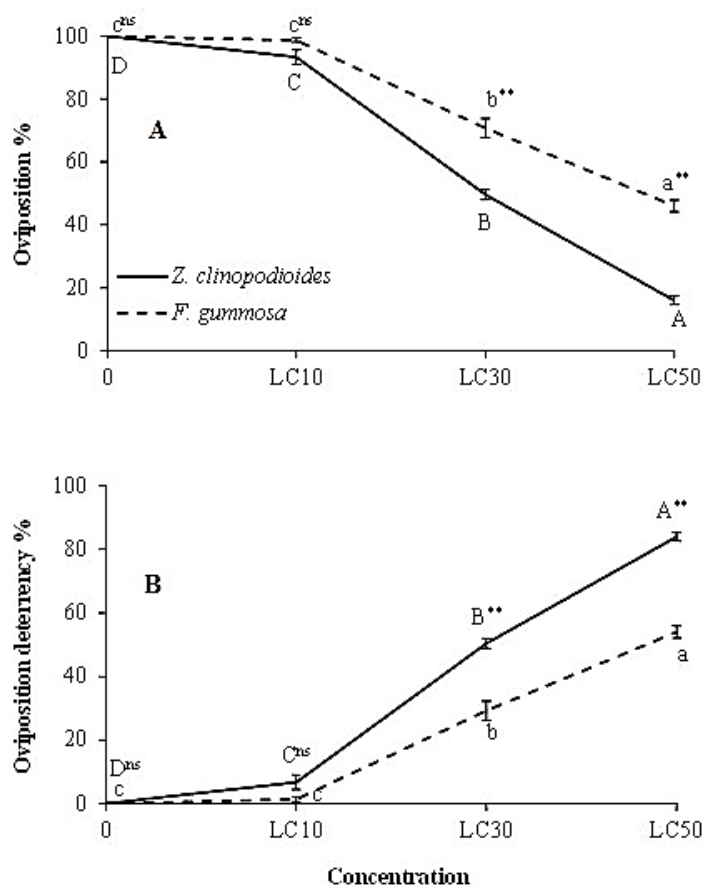 Oviposition %
100
80
60
40
20
0
c^ns
c^ns
D
C
b**
B
a**
A
A
Z. clinopodioides
F. gummosa
0
LC10
LC30
LC50
Oviposition deterrency %
100
80
60
40
20
0
B
D^ns
c
C^ns
c
B**
b
A**
a
0
LC10
LC30
LC50
Concentration